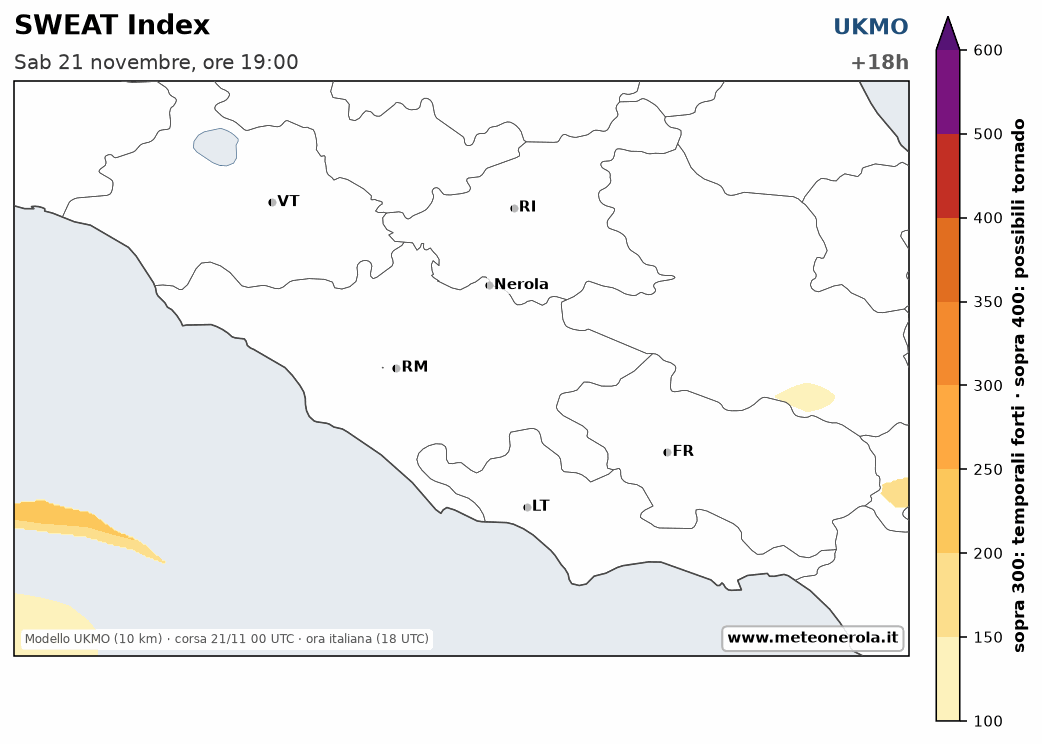 SWEAT Index
UKMO
Sab 21 novembre, ore 19:00
+18h
VT
RI
Nerola
RM
FR
LT
Modello UKMO (10 km) · corsa 21/11 00 UTC · ora italiana (18 UTC)
www.meteonerola.it
600
500
400
350
300
250
200
150
100
sopra 300: temporali forti · sopra 400: possibili tornado